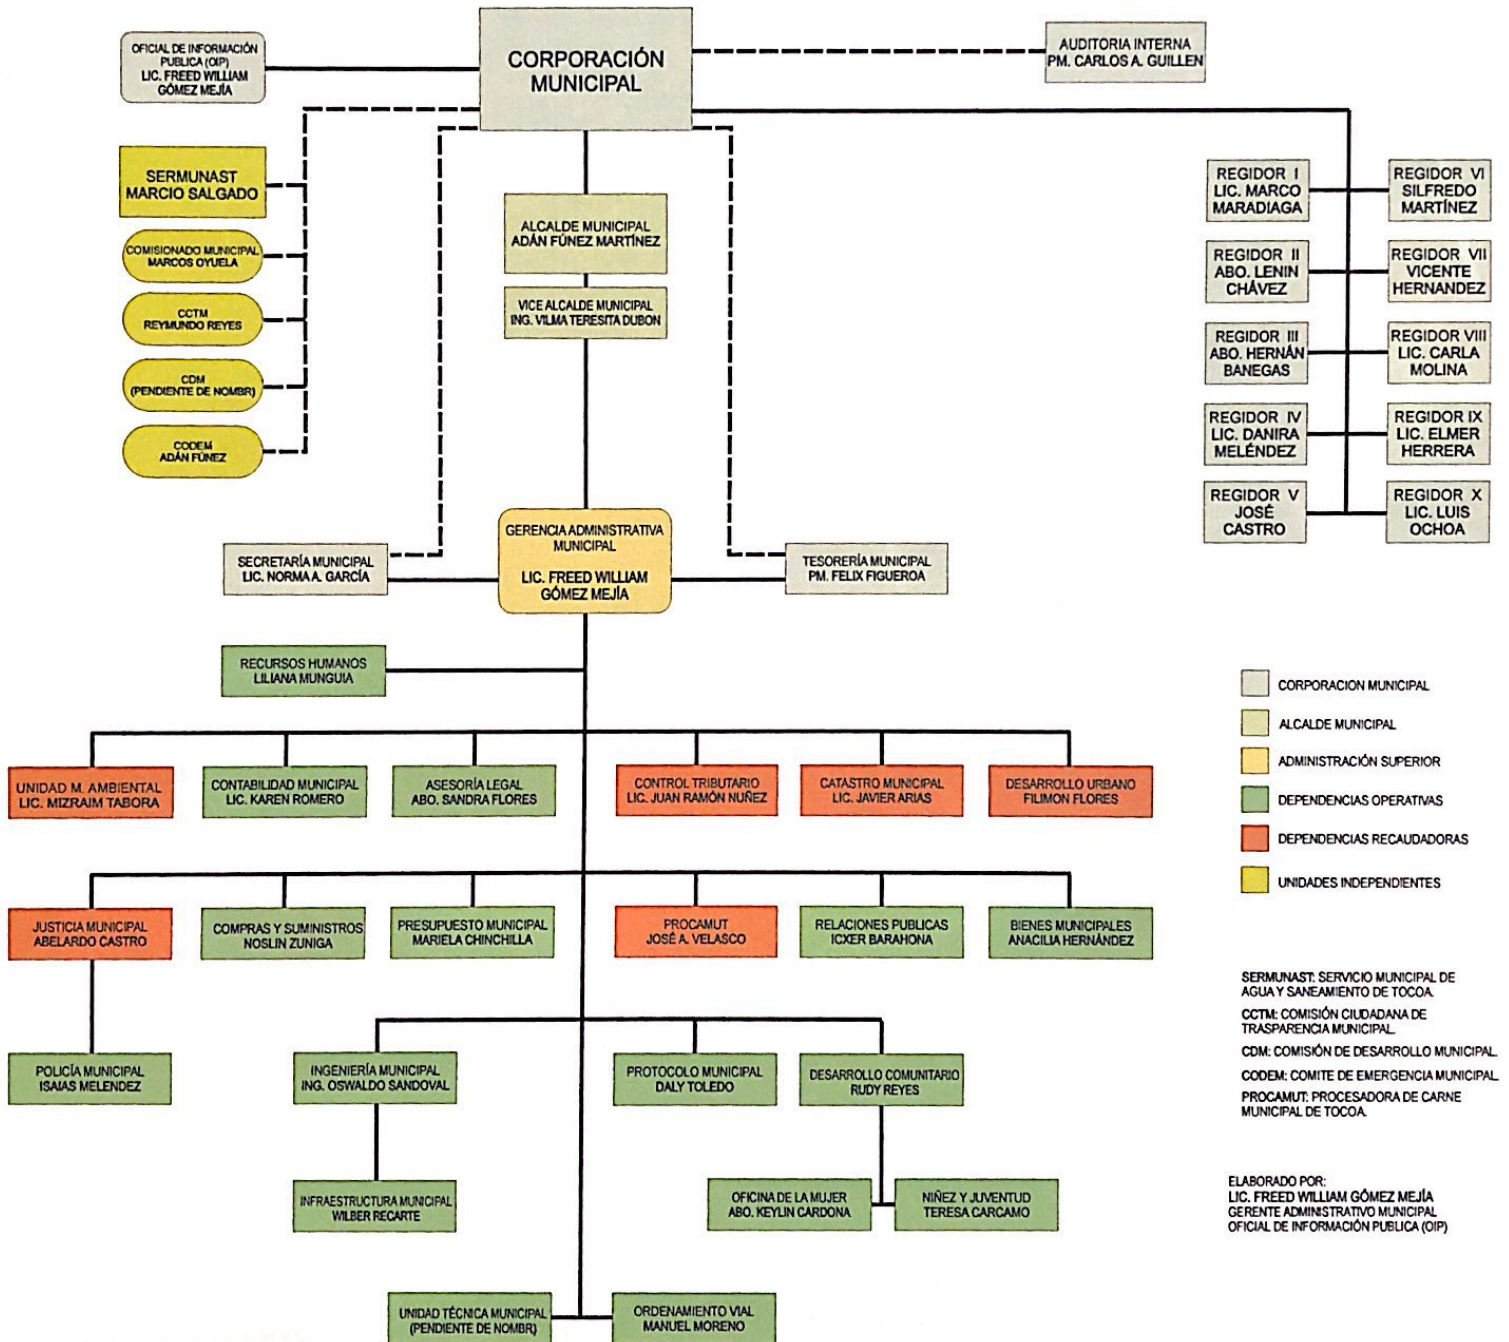 OFICIAL DE INFORMACIÓN
PUBLICA (OIP)
LIC. FREED WILLIAM
GÓMEZ MEJÍA
CORPORACIÓN
MUNICIPAL
AUDITORIA INTERNA
PM. CARLOS A. GUILLEN
SERMUNAST
MARCIO SALGADO
COMISIONADO MUNICIPAL
MARCOS OYUELA
CCTM
REYMUNDO REYES
CDM
(PENDIENTE DE NOMBR)
CODEM
ADÁN FÚNEZ
ALCALDE MUNICIPAL
ADÁN FÚNEZ MARTÍNEZ
VICE ALCALDE MUNICIPAL
ING. VILMA TERESITA DUBON
REGIDOR I
LIC. MARCO
MARADIAGA
REGIDOR VI
SILFREDO
MARTÍNEZ
REGIDOR II
ABO. LENIN
CHÁVEZ
REGIDOR VII
VICENTE
HERNANDEZ
REGIDOR III
ABO. HERNÁN
BANEGAS
REGIDOR VIII
LIC. CARLA
MOLINA
REGIDOR IV
LIC. DANIRA
MELÉNDEZ
REGIDOR IX
LIC. ELMER
HERRERA
REGIDOR V
JOSÉ
CASTRO
REGIDOR X
LIC. LUIS
OCHOA
SECRETARÍA MUNICIPAL
LIC. NORMA A. GARCÍA
GERENCIA ADMINISTRATIVA
MUNICIPAL
LIC. FREED WILLIAM
GÓMEZ MEJÍA
TESORERÍA MUNICIPAL
PM. FELIX FIGUEROA
RECURSOS HUMANOS
LILIANA MUNGUIA
UNIDAD M. AMBIENTAL
LIC. MIZRAIM TABORA
CONTABILIDAD MUNICIPAL
LIC. KAREN ROMERO
ASESORÍA LEGAL
ABO. SANDRA FLORES
CONTROL TRIBUTARIO
LIC. JUAN RAMÓN NUÑEZ
CATASTRO MUNICIPAL
LIC. JAVIER ARIAS
DESARROLLO URBANO
FILIMON FLORES
JUSTICIA MUNICIPAL
ABELARDO CASTRO
COMPRAS Y SUMINISTROS
NOSLIN ZUNIGA
PRESUPUESTO MUNICIPAL
MARIELA CHINCHILLA
PROCAMUT
JOSÉ A. VELASCO
RELACIONES PUBLICAS
ICXER BARAHONA
BIENES MUNICIPALES
ANACILIA HERNÁNDEZ
POLICÍA MUNICIPAL
ISAIAS MELENDEZ
INGENIERÍA MUNICIPAL
ING. OSWALDO SANDOVAL
PROTOCOLO MUNICIPAL
DALY TOLEDO
DESARROLLO COMUNITARIO
RUDY REYES
INFRAESTRUCTURA MUNICIPAL
WILBER RECARTE
OFICINA DE LA MUJER
ABO. KEYLIN CARDONA
NIÑEZ Y JUVENTUD
TERESA CARCAMO
UNIDAD TÉCNICA MUNICIPAL
(PENDIENTE DE NOMBR)
ORDENAMIENTO VIAL
MANUEL MORENO
CORPORACION MUNICIPAL
ALCALDE MUNICIPAL
ADMINISTRACIÓN SUPERIOR
DEPENDENCIAS OPERATIVAS
DEPENDENCIAS RECAUDADORAS
UNIDADES INDEPENDIENTES
SERMUNAST: SERVICIO MUNICIPAL DE
AGUA Y SANEAMIENTO DE TOCOA.
CCTM: COMISIÓN CIUDADANA DE
TRASPARENCIA MUNICIPAL.
CDM: COMISIÓN DE DESARROLLO MUNICIPAL.
CODEM: COMITE DE EMERGENCIA MUNICIPAL.
PROCAMUT: PROCESADORA DE CARNE
MUNICIPAL DE TOCOA.
ELABORADO POR:
LIC. FREED WILLIAM GÓMEZ MEJÍA
GERENTE ADMINISTRATIVO MUNICIPAL
OFICIAL DE INFORMACIÓN PUBLICA (OIP)